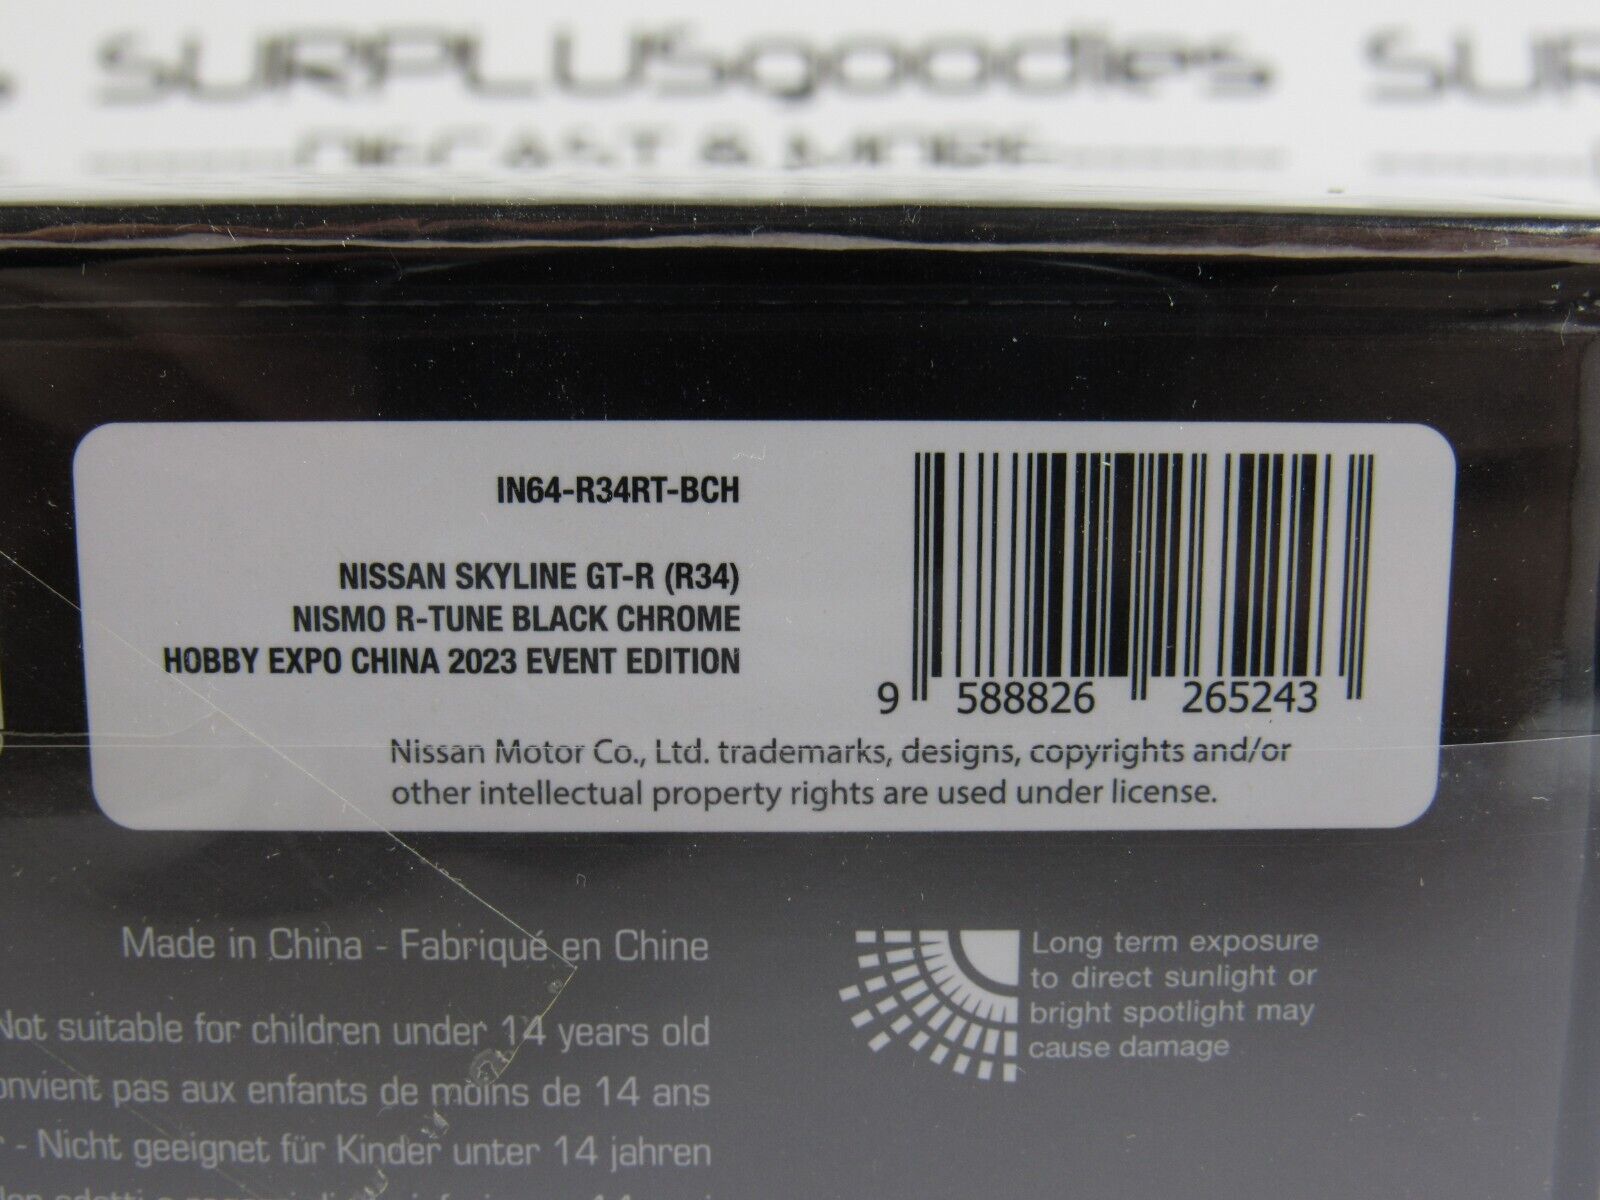 SURPLUSgoodies SUR
DIECAST & MORE
IN64-R34RT-BCH
NISSAN SKYLINE GT-R (R34)
NISMO R-TUNE BLACK CHROME
HOBBY EXPO CHINA 2023 EVENT EDITION
9 588826 265243
Nissan Motor Co., Ltd. trademarks, designs, copyrights and/or
other intellectual property rights are used under license.
Made in China - Fabriqué en Chine
Not suitable for children under 14 years old
pas aux enfants de moins de 14 ans
- Nicht geeignet für Kinder unter 14 jahren
Long term exposure
to direct sunlight or
bright spotlight may
cause damage